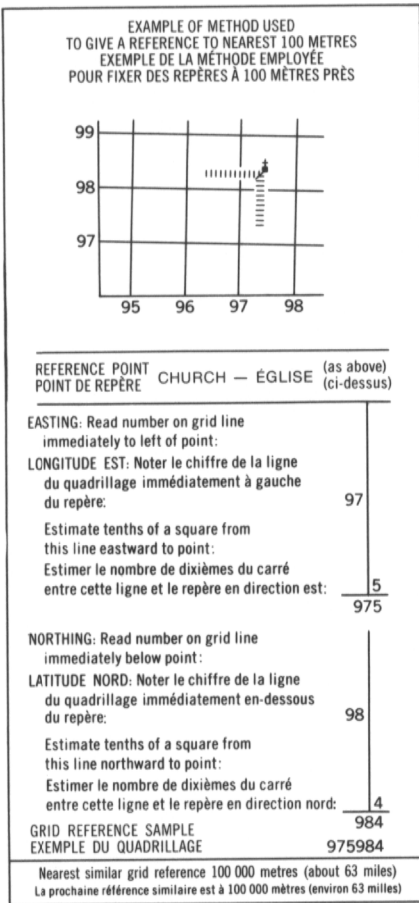 EXAMPLE OF METHOD USED
TO GIVE A REFERENCE TO NEAREST 100 METRES
EXEMPLE DE LA MÉTHODE EMPLOYÉE
POUR FIXER DES REPÈRES À 100 MÈTRES PRÈS
99
98
97
95 96 97 98
REFERENCE POINT
POINT DE REPÈRE
CHURCH — ÉGLISE
(as above)
(ci-dessus)
EASTING: Read number on grid line
immediately to left of point:
LONGITUDE EST: Noter le chiffre de la ligne
du quadrillage immédiatement à gauche
du repère: 97
Estimate tenths of a square from
this line eastward to point:
Estimer le nombre de dixièmes du carré
entre cette ligne et le repère en direction est: 5
975
NORTHING: Read number on grid line
immediately below point:
LATITUDE NORD: Noter le chiffre de la ligne
du quadrillage immédiatement en-dessous
du repère: 98
Estimate tenths of a square from
this line northward to point:
Estimer le nombre de dixièmes du carré
entre cette ligne et le repère en direction nord: 4
984
GRID REFERENCE SAMPLE
EXEMPLE DU QUADRILLAGE 975984
Nearest similar grid reference 100 000 metres (about 63 miles)
La prochaine référence similaire est à 100 000 mètres (environ 63 milles)